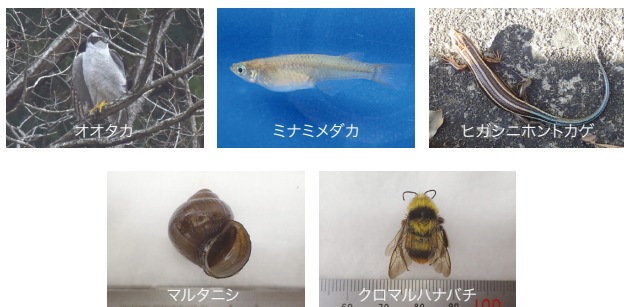 オオタカ
ミナミメダカ
ヒガシニホントカゲ
マルタニシ
クロマルハナバチ
100